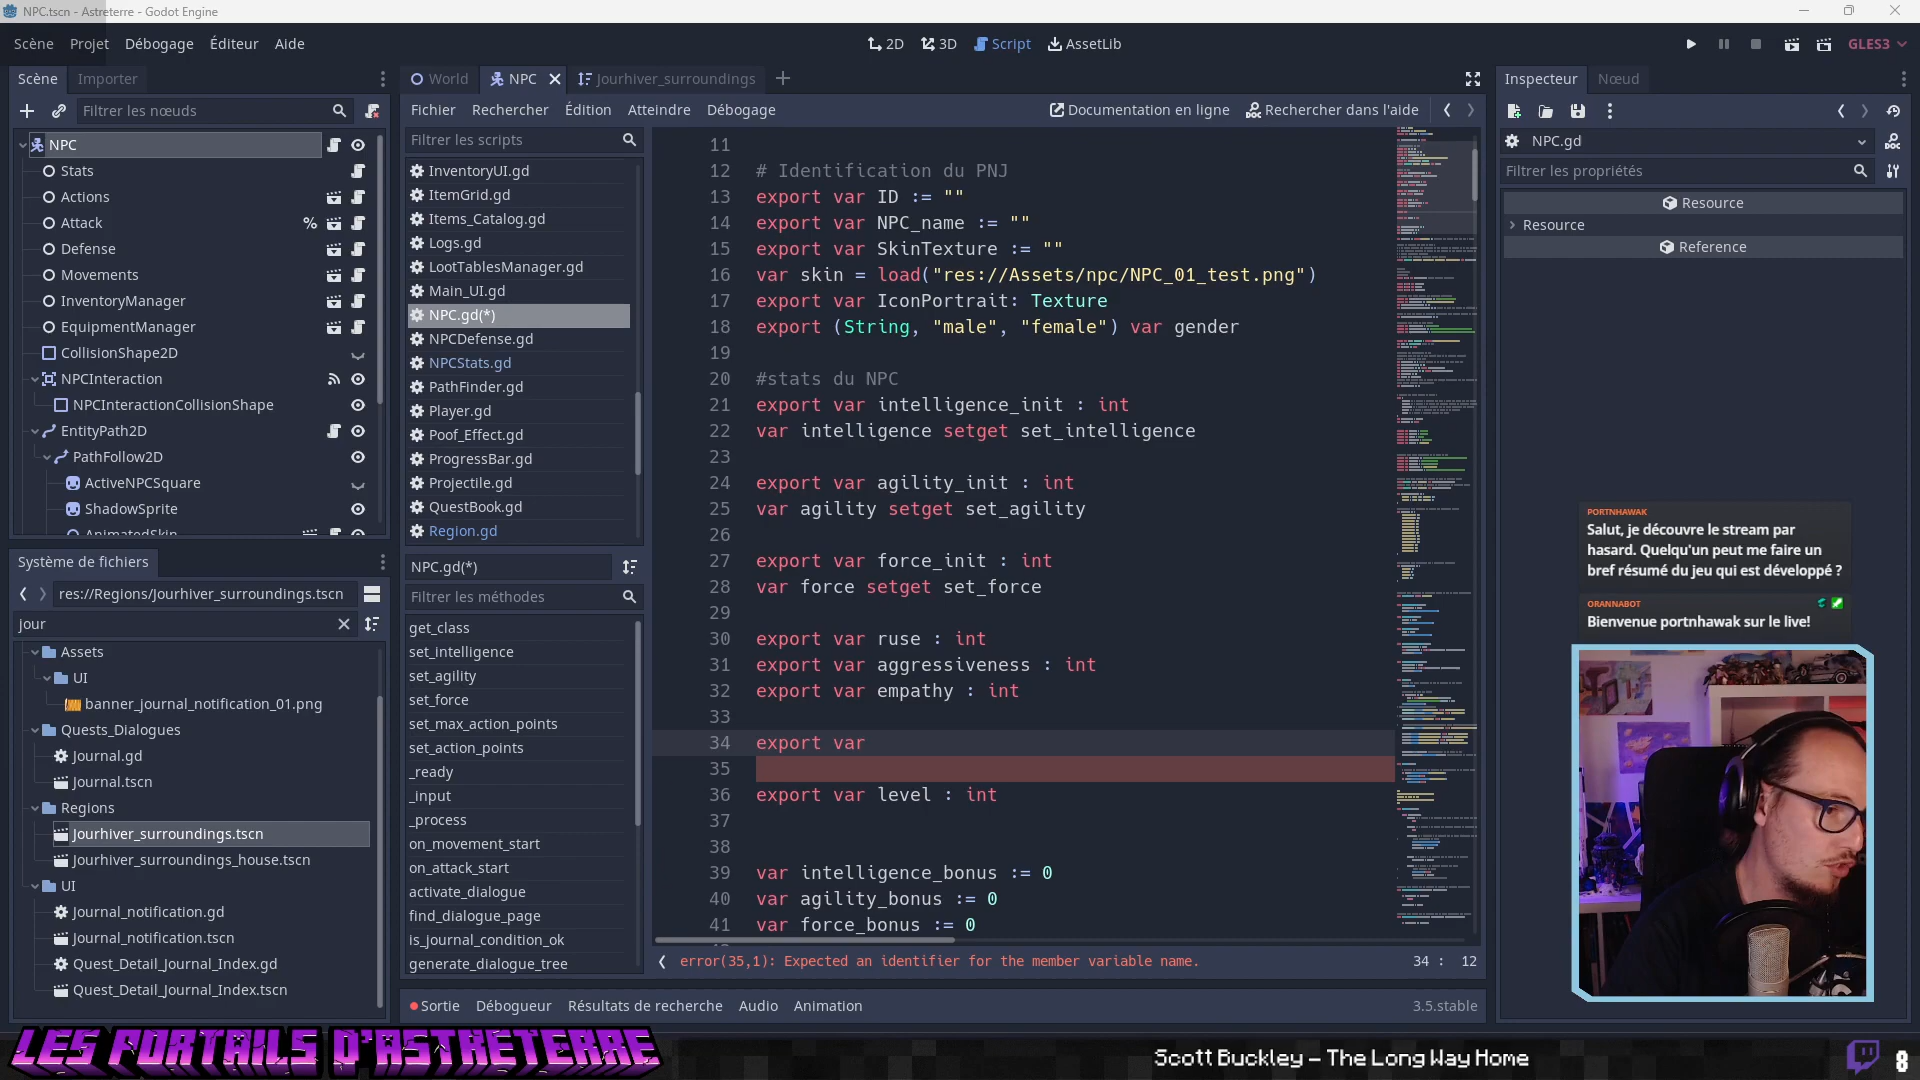 NPC.tscn - Astreterre - Godot Engine
Scène Projet Débogage Éditeur Aide
2D 3D Script AssetLib
GLES3
Scène Importer
World NPC Jourhiver_surroundings
Inspecteur Nœud
Filtrer les nœuds
Fichier Rechercher Édition Atteindre Débogage
Documentation en ligne Rechercher dans l'aide
NPC
Stats
Actions
Attack %
Defense
Movements
InventoryManager
EquipmentManager
CollisionShape2D
NPCInteraction
NPCInteractionCollisionShape
EntityPath2D
PathFollow2D
ActiveNPCSquare
ShadowSprite
AnimatedSkin
Système de fichiers
res://Regions/Jourhiver_surroundings.tscn
jour
Assets
UI
banner_journal_notification_01.png
Quests_Dialogues
Journal.gd
Journal.tscn
Regions
Jourhiver_surroundings.tscn
Jourhiver_surroundings_house.tscn
UI
Journal_notification.gd
Journal_notification.tscn
Quest_Detail_Journal_Index.gd
Quest_Detail_Journal_Index.tscn
Filtrer les scripts
InventoryUI.gd
ItemGrid.gd
Items_Catalog.gd
Logs.gd
LootTablesManager.gd
Main_UI.gd
NPC.gd(*)
NPCDefense.gd
NPCStats.gd
PathFinder.gd
Player.gd
Poof_Effect.gd
ProgressBar.gd
Projectile.gd
QuestBook.gd
Region.gd
NPC.gd(*)
Filtrer les méthodes
get_class
set_intelligence
set_agility
set_force
set_max_action_points
set_action_points
_ready
_input
_process
on_movement_start
on_attack_start
activate_dialogue
find_dialogue_page
is_journal_condition_ok
generate_dialogue_tree
11
12 # Identification du PNJ
13 export var ID := ""
14 export var NPC_name := ""
15 export var SkinTexture := ""
16 var skin = load("res://Assets/npc/NPC_01_test.png")
17 export var IconPortrait: Texture
18 export (String, "male", "female") var gender
19
20 #stats du NPC
21 export var intelligence_init : int
22 var intelligence setget set_intelligence
23
24 export var agility_init : int
25 var agility setget set_agility
26
27 export var force_init : int
28 var force setget set_force
29
30 export var ruse : int
31 export var aggressiveness : int
32 export var empathy : int
33
34 export var
35
36 export var level : int
37
38
39 var intelligence_bonus := 0
40 var agility_bonus := 0
41 var force_bonus := 0
error(35,1): Expected an identifier for the member variable name.
34 : 12
Sortie Débogueur Résultats de recherche Audio Animation
3.5.stable
NPC.gd
Filtrer les propriétés
Resource
Resource
Reference
PORTNHAWAK
Salut, je découvre le stream par
hasard. Quelqu'un peut me faire un
bref résumé du jeu qui est développé ?
ORANNABOT
Bienvenue portnhawak sur le live!
LES PORTAILS D'ASTRETERRE
Scott Buckley – The Long Way Home
8